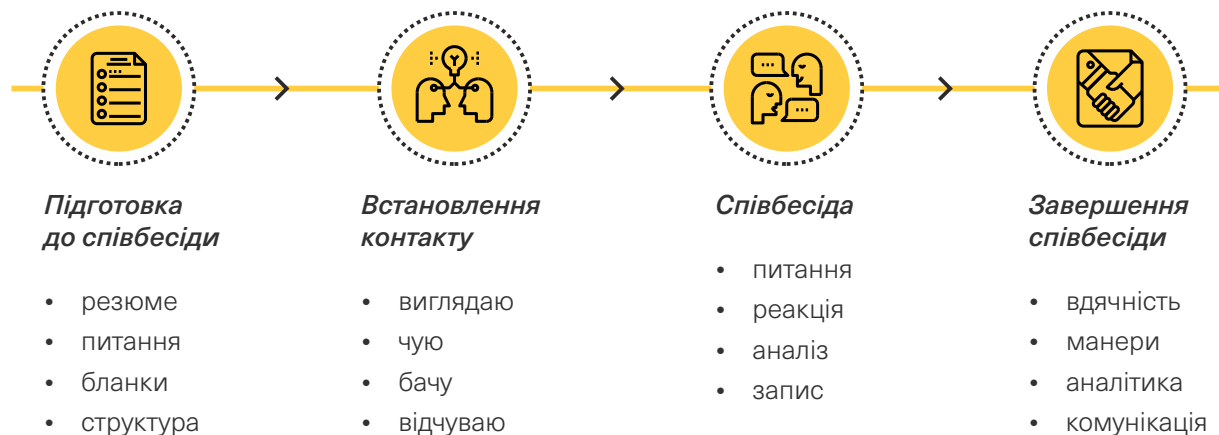 Підготовка
до співбесіди
• резюме
• питання
• бланки
• структура
Встановлення
контакту
• виглядаю
• чую
• бачу
• відчуваю
Співбесіда
• питання
• реакція
• аналіз
• запис
Завершення
співбесіди
• вдячність
• манери
• аналітика
• комунікація